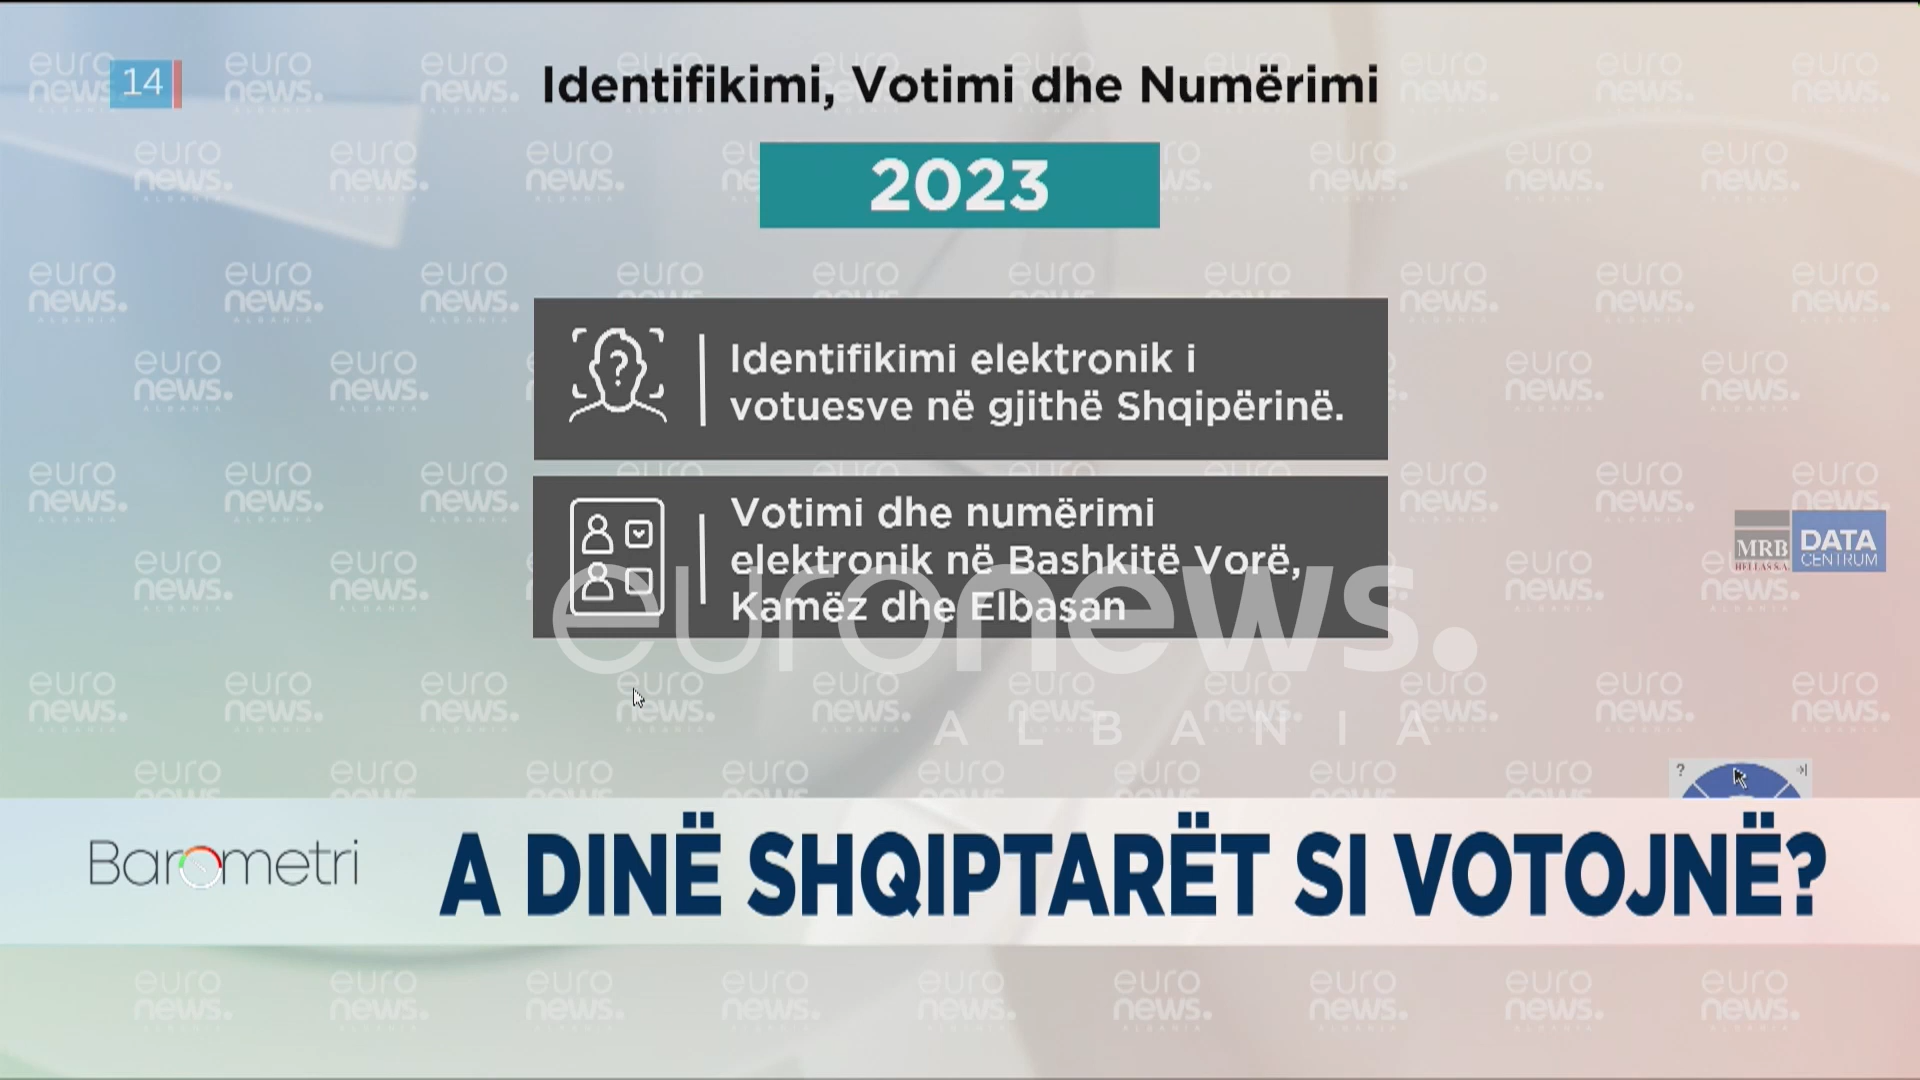 14
Identifikimi, Votimi dhe Numërimi
2023
Identifikimi elektronik i
votuesve në gjithë Shqipërinë.
Votimi dhe numërimi
elektronik në Bashkitë Vorë,
Kamëz dhe Elbasan
MRB
HELLAS S.A.
DATA
CENTRUM
euronews.
ALBANIA
Barometri
A DINË SHQIPTARËT SI VOTOJNË?